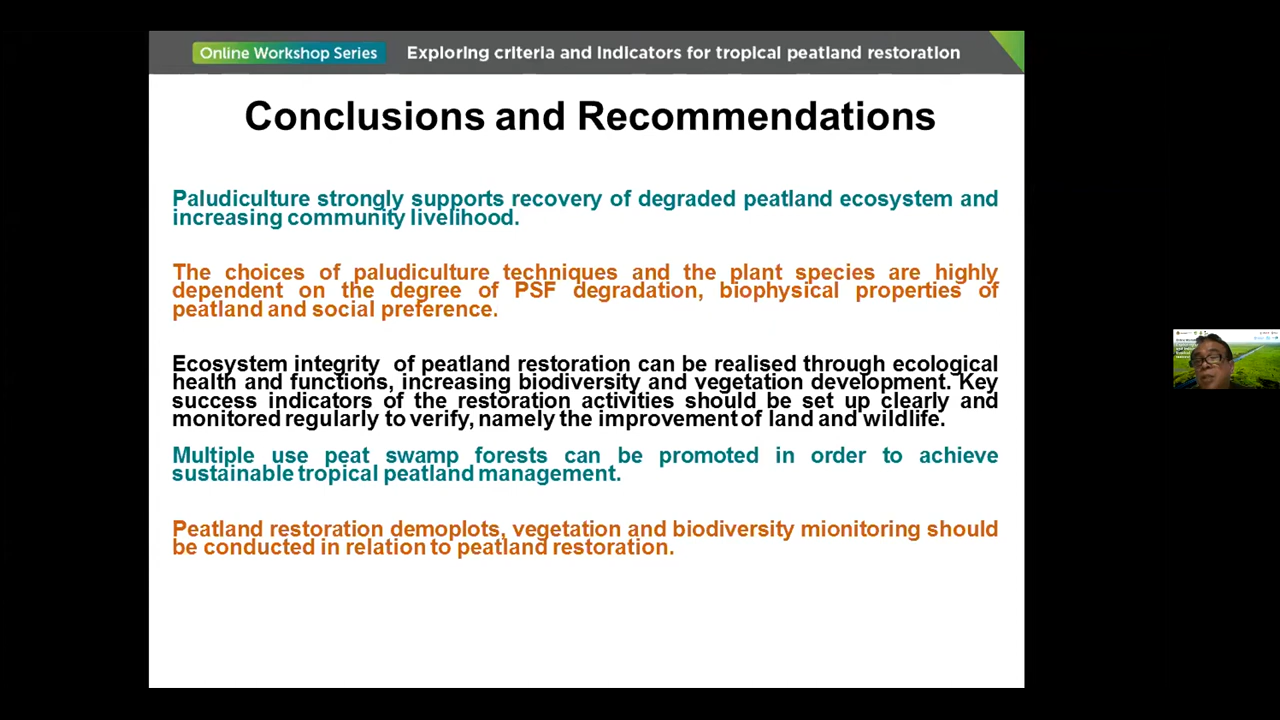 Online Workshop Series Exploring criteria and indicators for tropical peatland restoration
Conclusions and Recommendations
Paludiculture strongly supports recovery of degraded peatland ecosystem and
increasing community livelihood.
The choices of paludiculture techniques and the plant species are highly
dependent on the degree of PSF degradation, biophysical properties of
peatland and social preference.
Ecosystem integrity of peatland restoration can be realised through ecological
health and functions, increasing biodiversity and vegetation development. Key
success indicators of the restoration activities should be set up clearly and
monitored regularly to verify, namely the improvement of land and wildlife.
Multiple use peat swamp forests can be promoted in order to achieve
sustainable tropical peatland management.
Peatland restoration demoplots, vegetation and biodiversity mionitoring should
be conducted in relation to peatland restoration.